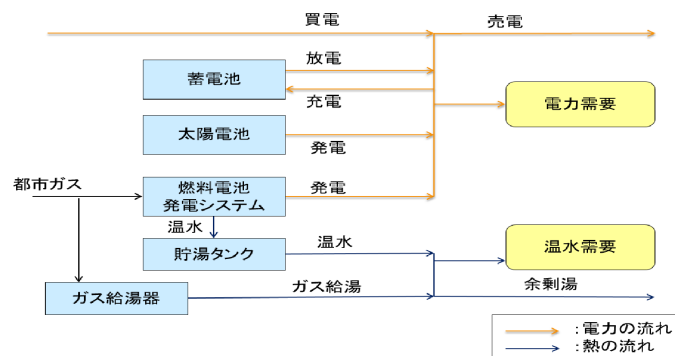 買電
売電
放電
蓄電池
充電
電力需要
太陽電池
発電
都市ガス
燃料電池
発電システム
発電
温水
貯湯タンク
温水
温水需要
ガス給湯器
ガス給湯
余剰湯
:電力の流れ
:熱の流れ